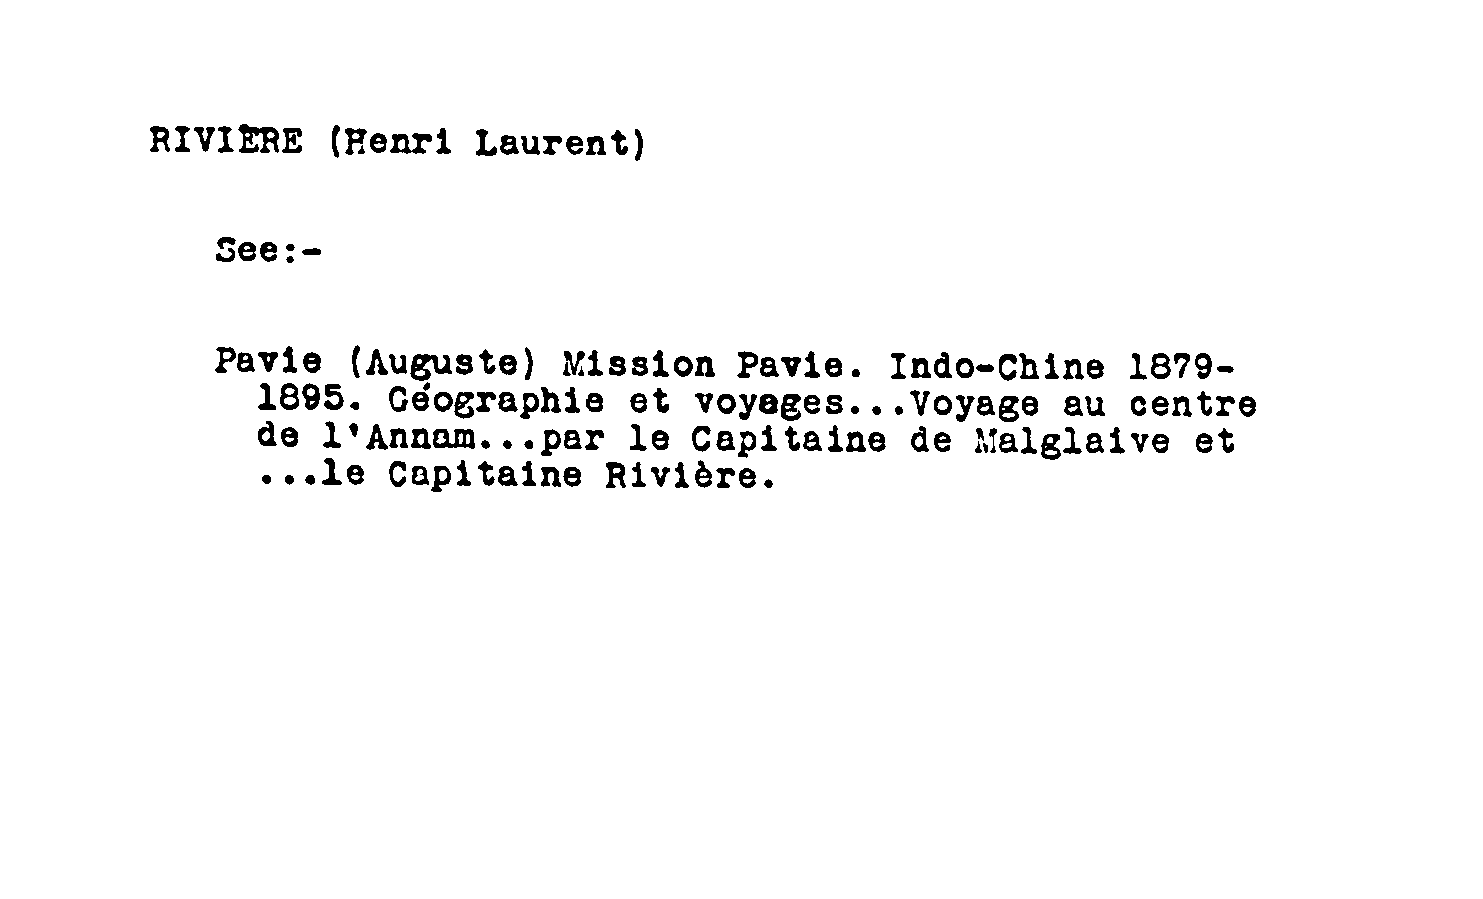 RIVIÈRE (Henri Laurent)
See:-
Pavie (Auguste) Mission Pavie. Indo-Chine 1879-
1895. Géographie et voyages...Voyage au centre
de l'Annam...par le Capitaine de Malglaive et
...le Capitaine Rivière.